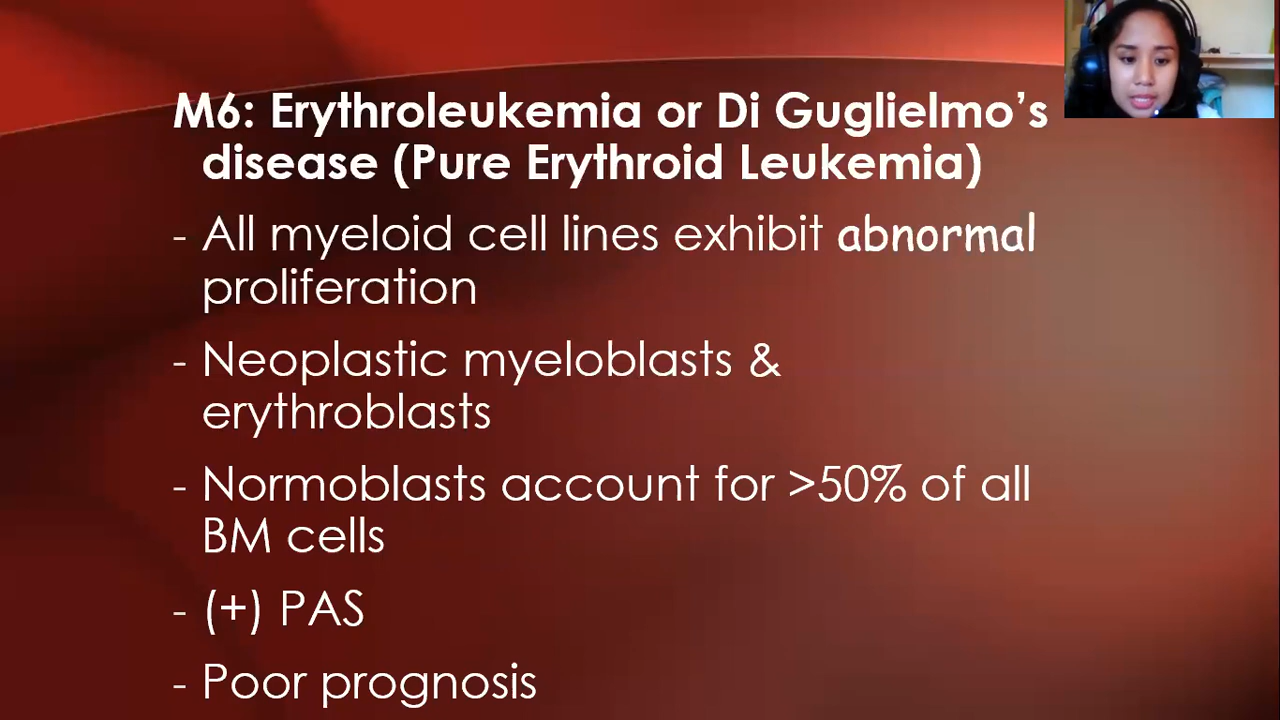 M6: Erythroleukemia or Di Guglielmo’s
disease (Pure Erythroid Leukemia)
- All myeloid cell lines exhibit abnormal
proliferation
- Neoplastic myeloblasts &
erythroblasts
- Normoblasts account for >50% of all
BM cells
- (+) PAS
- Poor prognosis